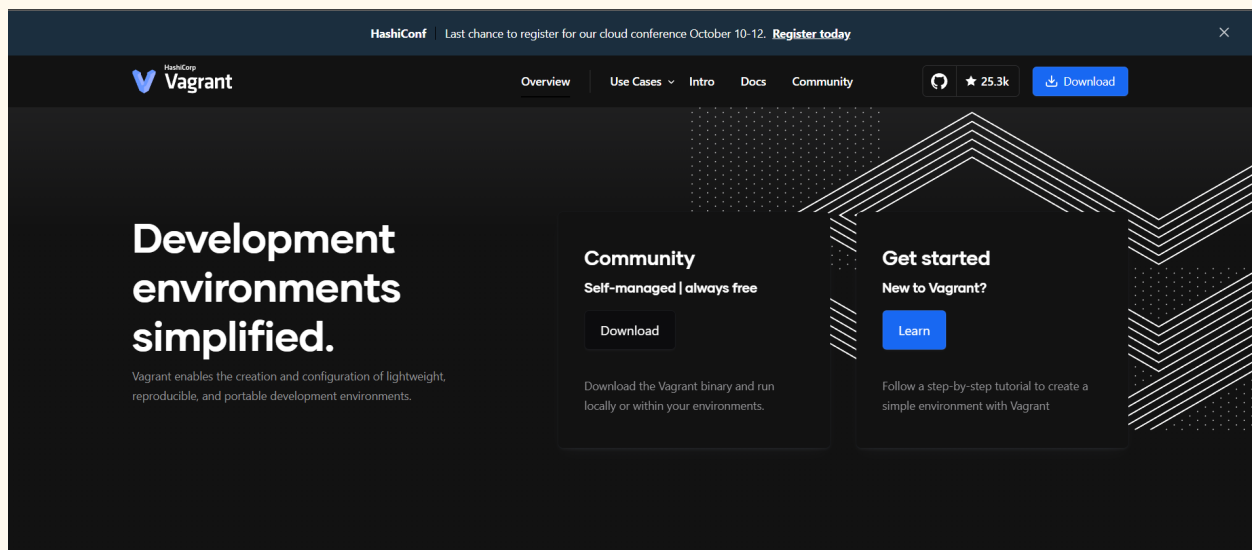 HashiConf Last chance to register for our cloud conference October 10-12. Register today
HashiCorp
Vagrant
Overview Use Cases Intro Docs Community 25.3k Download
Development
environments
simplified.
Vagrant enables the creation and configuration of lightweight,
reproducible, and portable development environments.
Community
Self-managed | always free
Download
Download the Vagrant binary and run
locally or within your environments.
Get started
New to Vagrant?
Learn
Follow a step-by-step tutorial to create a
simple environment with Vagrant